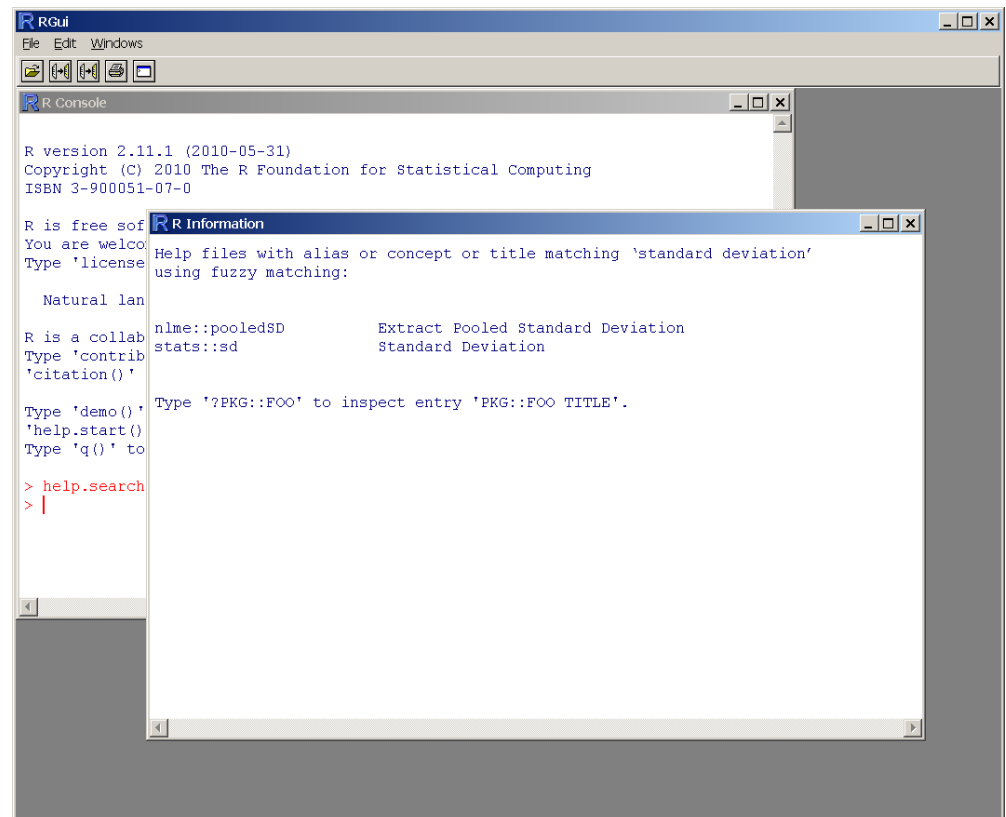 RGui
File Edit Windows
R Console
R version 2.11.1 (2010-05-31)
Copyright (C) 2010 The R Foundation for Statistical Computing
ISBN 3-900051-07-0
R is free sof
You are welco
Type 'license
Natural lan
R is a collab
Type 'contrib
'citation()'
Type 'demo()'
'help.start()
Type 'q()' to
> help.search
>
R Information
Help files with alias or concept or title matching ‘standard deviation’
using fuzzy matching:
nlme::pooledSD Extract Pooled Standard Deviation
stats::sd Standard Deviation
Type '?PKG::FOO' to inspect entry 'PKG::FOO TITLE'.